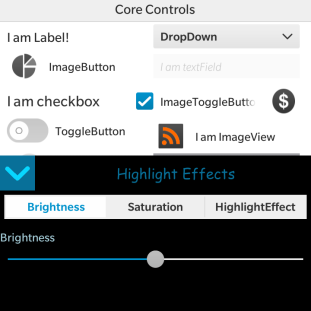 Core Controls
I am Label!
DropDown
ImageButton
I am textField
I am checkbox
ImageToggleButto
$
ToggleButton
I am ImageView
Highlight Effects
Brightness
Saturation
HighlightEffect
Brightness